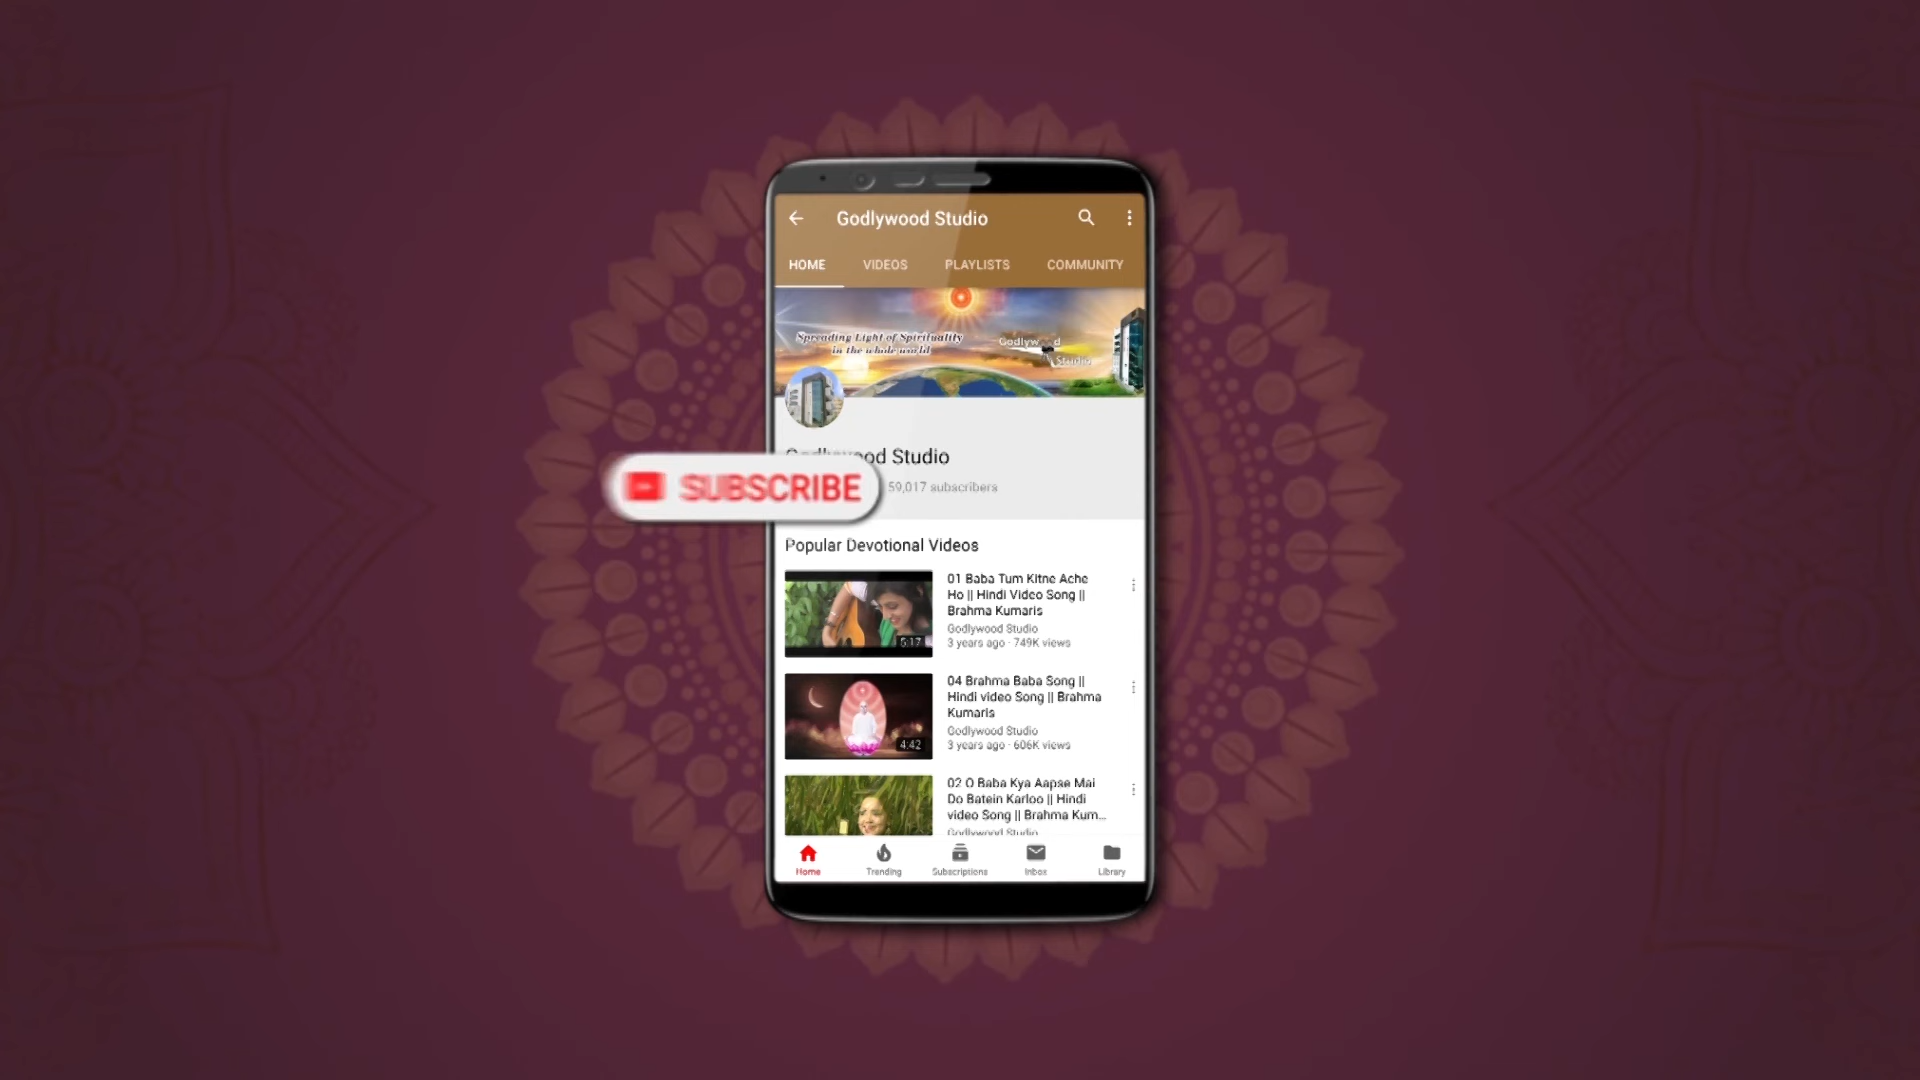 Godlywood Studio
HOME VIDEOS PLAYLISTS COMMUNITY
Spreading Light of Spirituality
in the whole world
Godlyw d
Studio
Studio
SUBSCRIBE
59,017 subscribers
Popular Devotional Videos
01 Baba Tum Kitne Ache
Ho || Hindi Video Song ||
Brahma Kumaris
Godlywood Studio
3 years ago · 749K views
5:17
04 Brahma Baba Song ||
Hindi video Song || Brahma
Kumaris
Godlywood Studio
3 years ago · 606K views
4:42
02 O Baba Kya Aapse Mai
Do Batein Karloo || Hindi
video Song || Brahma Kum...
Godlywood Studio
Home Trending Subscriptions Inbox Library